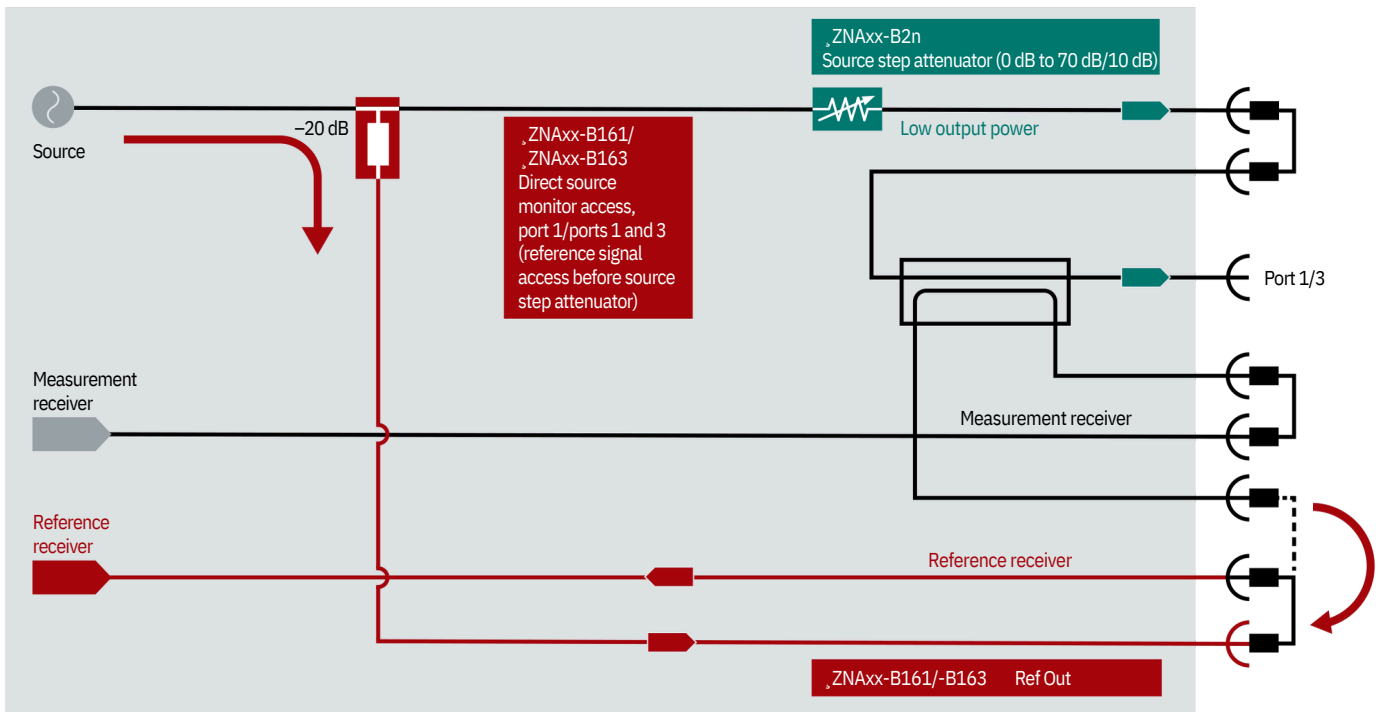 ¸ZNAxx-B2n
Source step attenuator (0 dB to 70 dB/10 dB)
Source
–20 dB
¸ZNAxx-B161/
¸ZNAxx-B163
Direct source
monitor access,
port 1/ports 1 and 3
(reference signal
access before source
step attenuator)
Low output power
Port 1/3
Measurement
receiver
Measurement receiver
Reference
receiver
Reference receiver
¸ZNAxx-B161/-B163 Ref Out